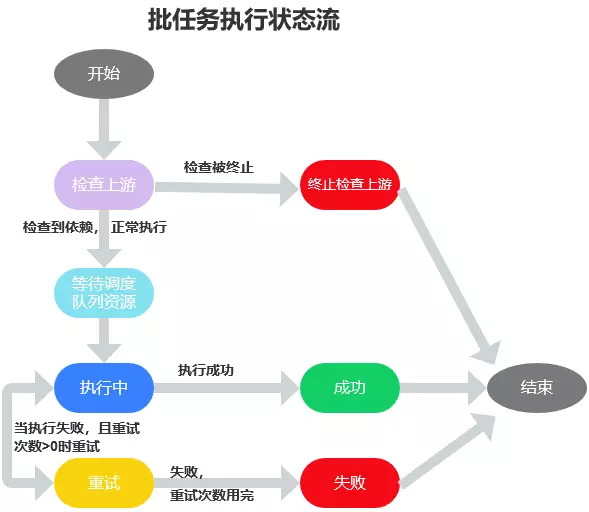 批任务执行状态流
开始
检查上游
检查被终止
终止检查上游
检查到依赖， 正常执行
等待调度
队列资源
执行中
执行成功
成功
结束
当执行失败，且重试
次数>0时重试
重试
失败，
重试次数用完
失败